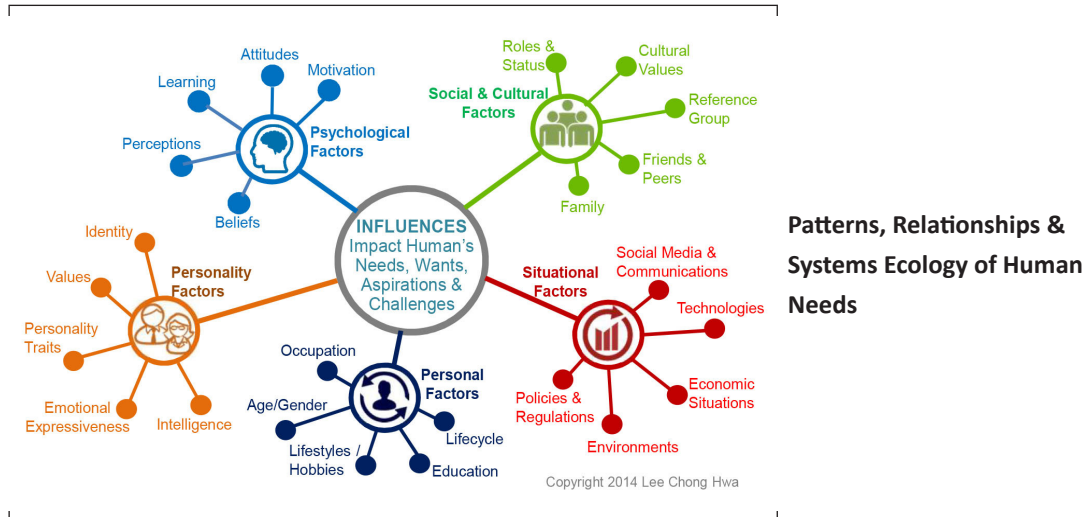 Attitudes
Motivation
Learning
Perceptions
Beliefs
Psychological
Factors
Roles &
Status
Cultural
Values
Social & Cultural
Factors
Reference
Group
Friends &
Peers
Family
INFLUENCES
Impact Human's
Needs, Wants,
Aspirations &
Challenges
Identity
Values
Personality
Factors
Personality
Traits
Emotional
Expressiveness
Intelligence
Situational
Factors
Social Media &
Communications
Technologies
Economic
Situations
Policies &
Regulations
Environments
Occupation
Personal
Factors
Age/Gender
Lifecycle
Lifestyles /
Hobbies
Education
Copyright 2014 Lee Chong Hwa
Patterns, Relationships &
Systems Ecology of Human
Needs